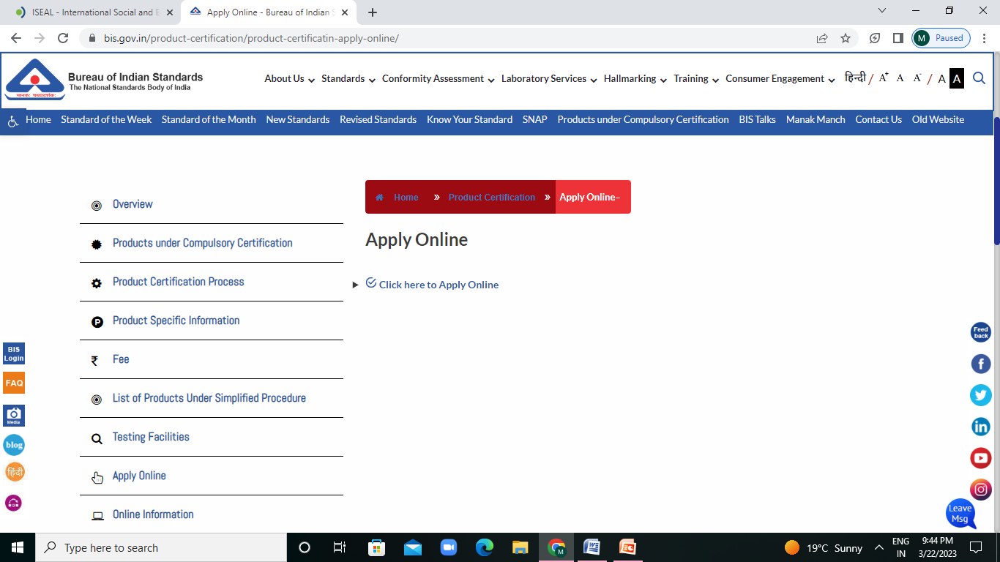 ISEAL - International Social and E
Apply Online - Bureau of Indian S
bis.gov.in/product-certification/product-certificatin-apply-online/
M Paused
Bureau of Indian Standards
The National Standards Body of India
मानकः पथप्रदर्शकः
About Us Standards Conformity Assessment Laboratory Services Hallmarking Training Consumer Engagement हिन्दी / A+ A A- / A A
Home Standard of the Week Standard of the Month New Standards Revised Standards Know Your Standard SNAP Products under Compulsory Certification BIS Talks Manak Manch Contact Us Old Website
Home » Product Certification » Apply Online–
Overview
Products under Compulsory Certification
Product Certification Process
P Product Specific Information
₹ Fee
List of Products Under Simplified Procedure
Testing Facilities
Apply Online
Online Information
Apply Online
Click here to Apply Online
BIS
Login
FAQ
Media
blog
हिंदी
Feed
back
f
in
Leave
Msg
Type here to search
M
W
19°C Sunny
ENG
IN
9:44 PM
3/22/2023